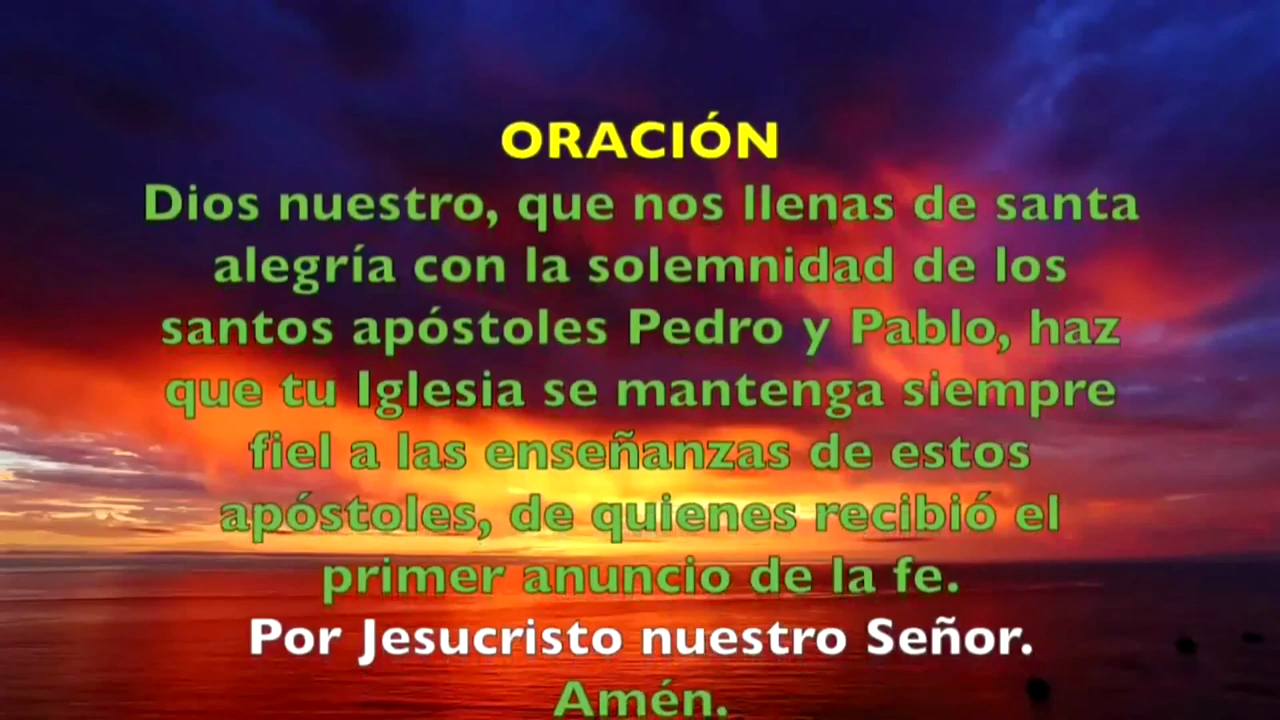 ORACIÓN
Dios nuestro, que nos llenas de santa
alegría con la solemnidad de los
santos apóstoles Pedro y Pablo, haz
que tu Iglesia se mantenga siempre
fiel a las enseñanzas de estos
apóstoles, de quienes recibió el
primer anuncio de la fe.
Por Jesucristo nuestro Señor.
Amén.